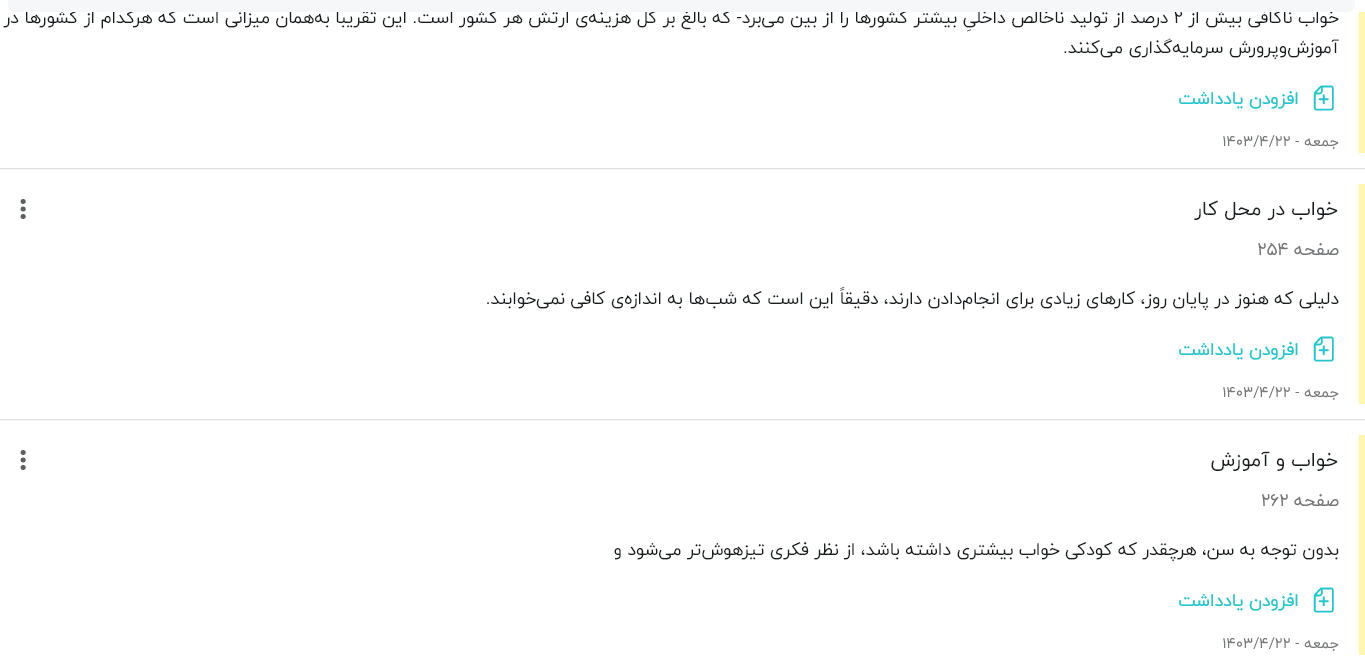 خواب ناکافی بیش از ۲ درصد از تولید ناخالص داخلیِ بیشتر کشورها را از بین می‌برد- که بالغ بر کل هزینه‌ی ارتش هر کشور است. این تقریبا به‌همان میزانی است که هرکدام از کشورها در
آموزش‌وپرورش سرمایه‌گذاری می‌کنند.
افزودن یادداشت
جمعه - ۱۴۰۳/۴/۲۲
خواب در محل کار
صفحه ۲۵۴
دلیلی که هنوز در پایان روز، کارهای زیادی برای انجام‌دادن دارند، دقیقاً این است که شب‌ها به اندازه‌ی کافی نمی‌خوابند.
افزودن یادداشت
جمعه - ۱۴۰۳/۴/۲۲
خواب و آموزش
صفحه ۲۶۲
بدون توجه به سن، هرچقدر که کودکی خواب بیشتری داشته باشد، از نظر فکری تیزهوش‌تر می‌شود و
افزودن یادداشت
جمعه - ۱۴۰۳/۴/۲۲